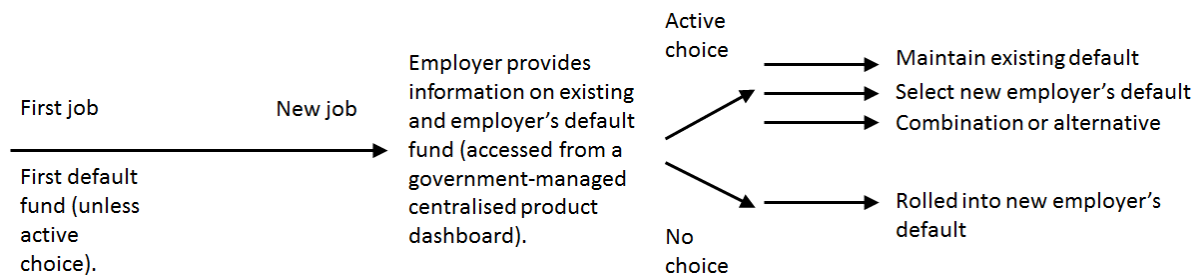 First job
New job
First default
fund (unless
active
choice).
Employer provides
information on existing
and employer’s default
fund (accessed from a
government-managed
centralised product
dashboard).
Active
choice
Maintain existing default
Select new employer’s default
Combination or alternative
No
choice
Rolled into new employer’s
default